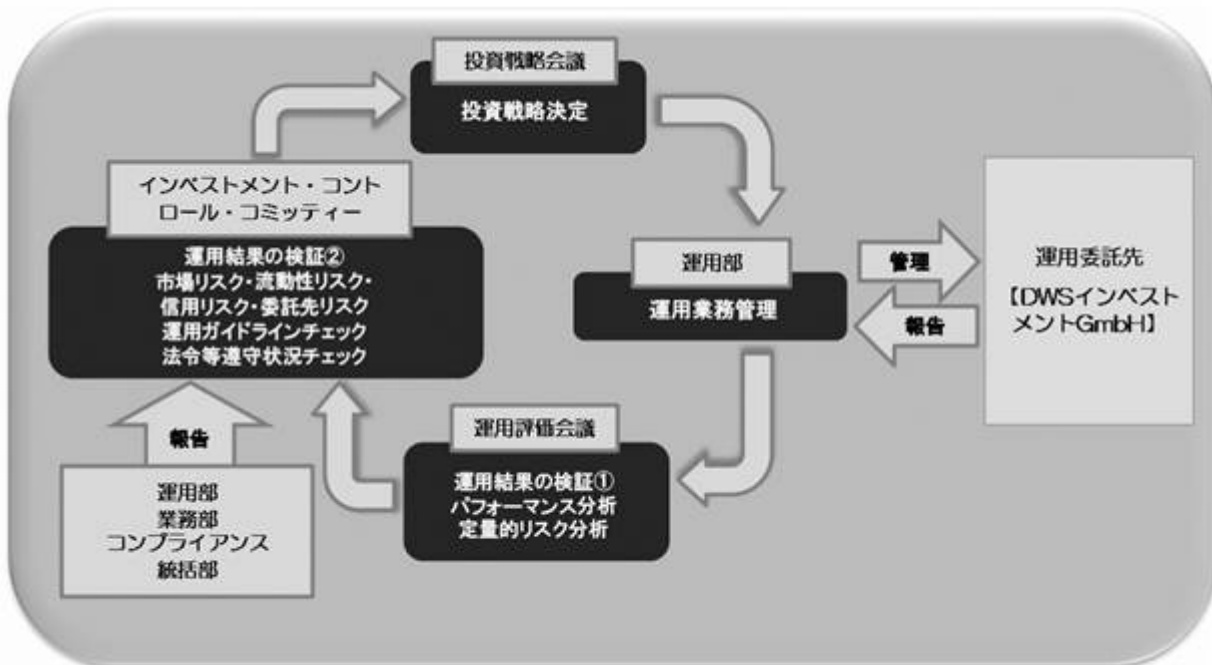 投資戦略会議
投資戦略決定
インベストメント・コント
ロール・コミッティー
運用結果の検証②
市場リスク・流動性リスク・
信用リスク・委託先リスク
運用ガイドラインチェック
法令等遵守状況チェック
運用部
運用業務管理
管理
報告
運用委託先
【DWSインベスト
メントGmbH】
運用評価会議
運用結果の検証①
パフォーマンス分析
定量的リスク分析
報告
運用部
業務部
コンプライアンス
統括部